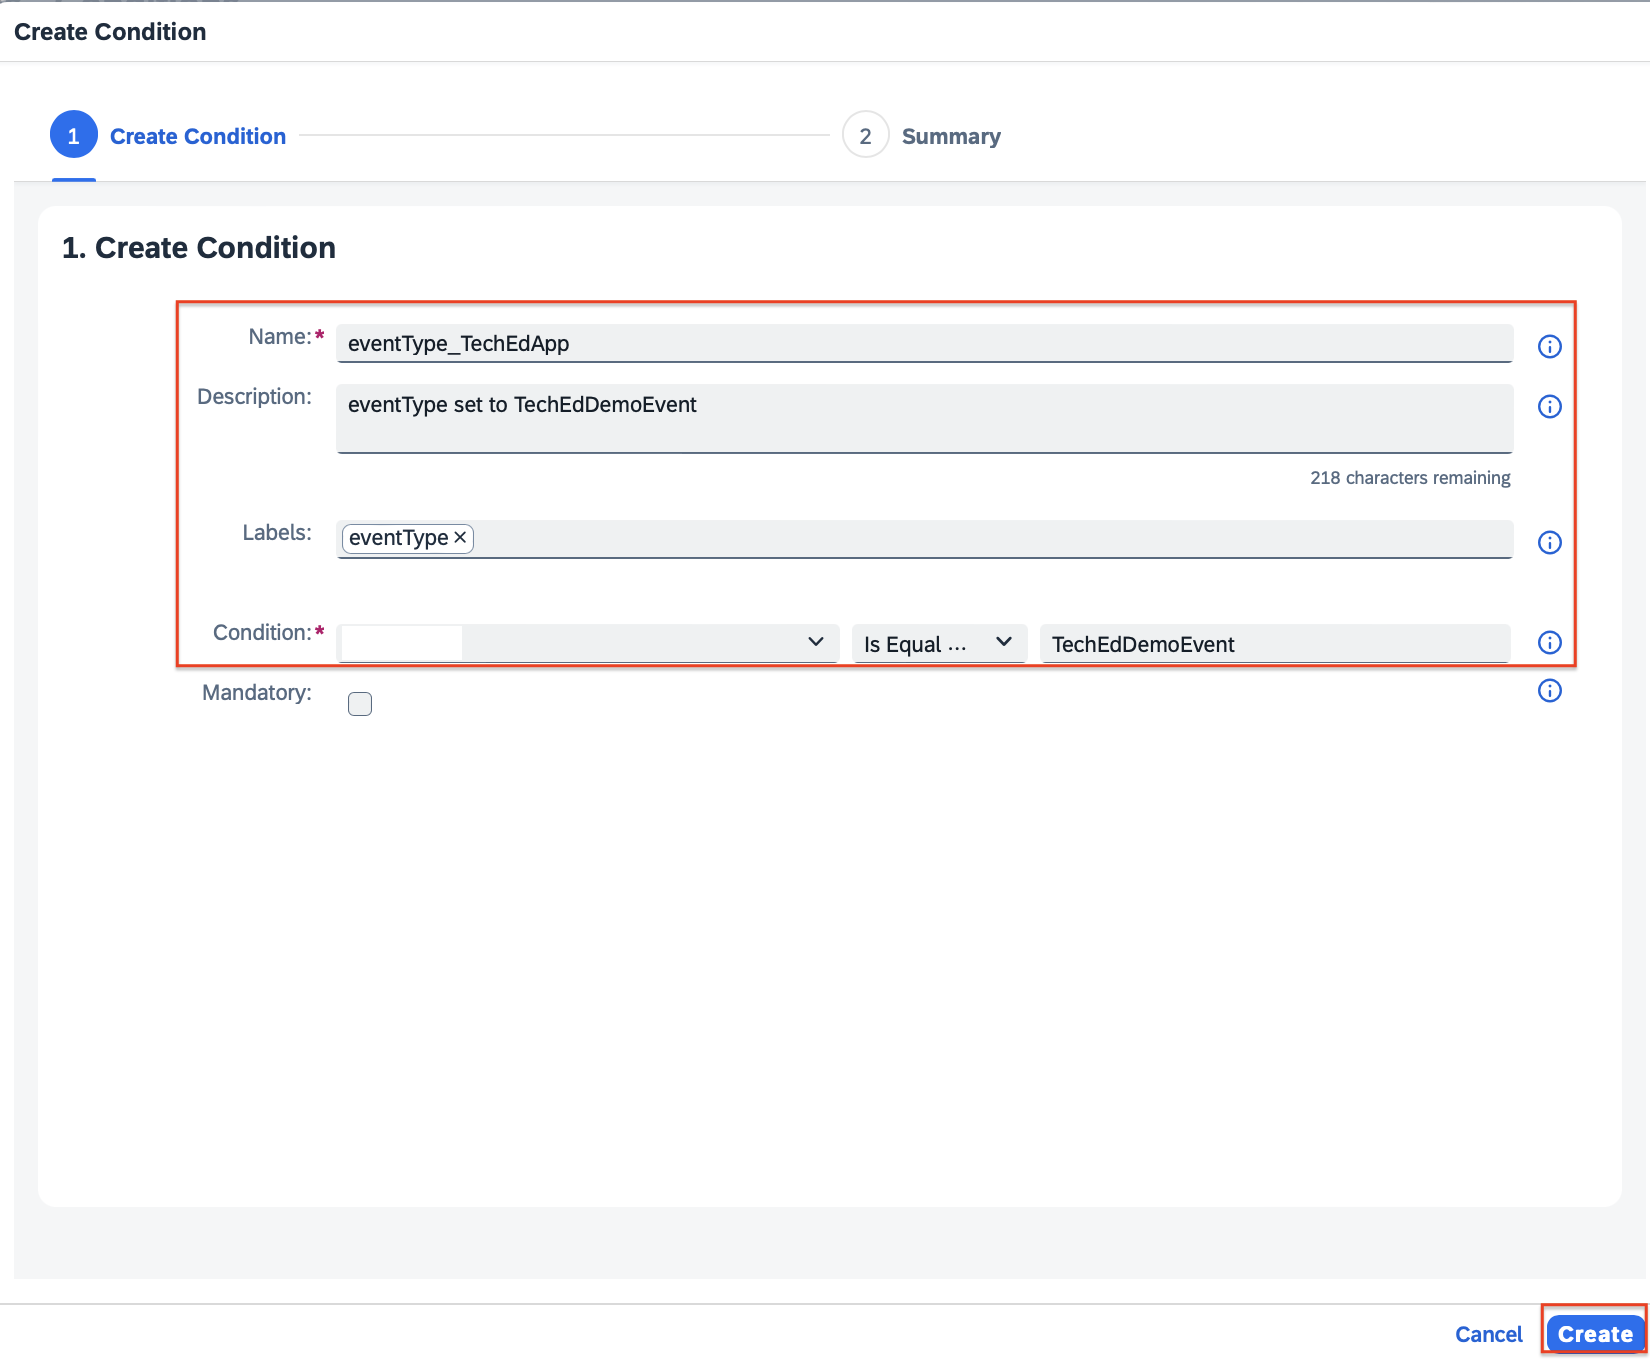 Create Condition
1 Create Condition 2 Summary
1. Create Condition
Name:* eventType_TechEdApp
Description: eventType set to TechEdDemoEvent
218 characters remaining
Labels: eventType
Condition:* Is Equal ... TechEdDemoEvent
Mandatory:
Cancel Create